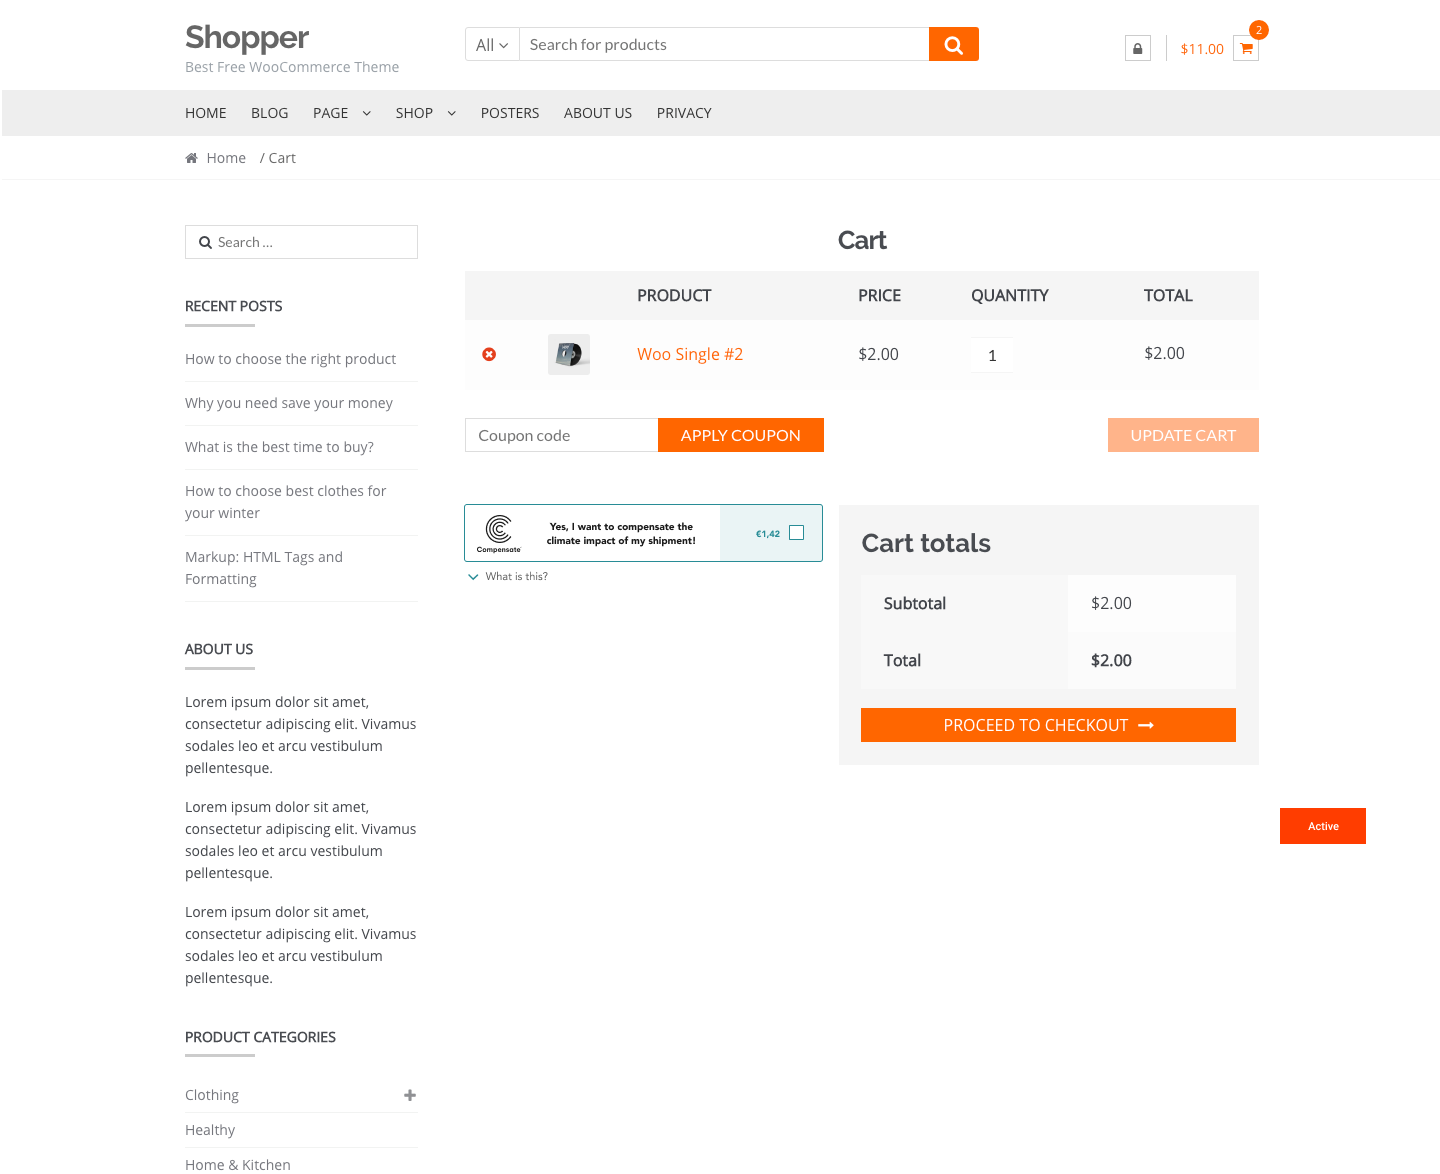 Shopper
Best Free WooCommerce Theme
All
Search for products
$11.00
2
HOME BLOG PAGE SHOP POSTERS ABOUT US PRIVACY
Home / Cart
Search ...
RECENT POSTS
How to choose the right product
Why you need save your money
What is the best time to buy?
How to choose best clothes for
your winter
Markup: HTML Tags and
Formatting
ABOUT US
Lorem ipsum dolor sit amet,
consectetur adipiscing elit. Vivamus
sodales leo et arcu vestibulum
pellentesque.
Lorem ipsum dolor sit amet,
consectetur adipiscing elit. Vivamus
sodales leo et arcu vestibulum
pellentesque.
Lorem ipsum dolor sit amet,
consectetur adipiscing elit. Vivamus
sodales leo et arcu vestibulum
pellentesque.
PRODUCT CATEGORIES
Clothing
Healthy
Home & Kitchen
Cart
PRODUCT PRICE QUANTITY TOTAL
Woo Single #2 $2.00 1 $2.00
Coupon code APPLY COUPON UPDATE CART
Compensate
Yes, I want to compensate the
climate impact of my shipment!
€1,42
What is this?
Cart totals
Subtotal $2.00
Total $2.00
PROCEED TO CHECKOUT
Active